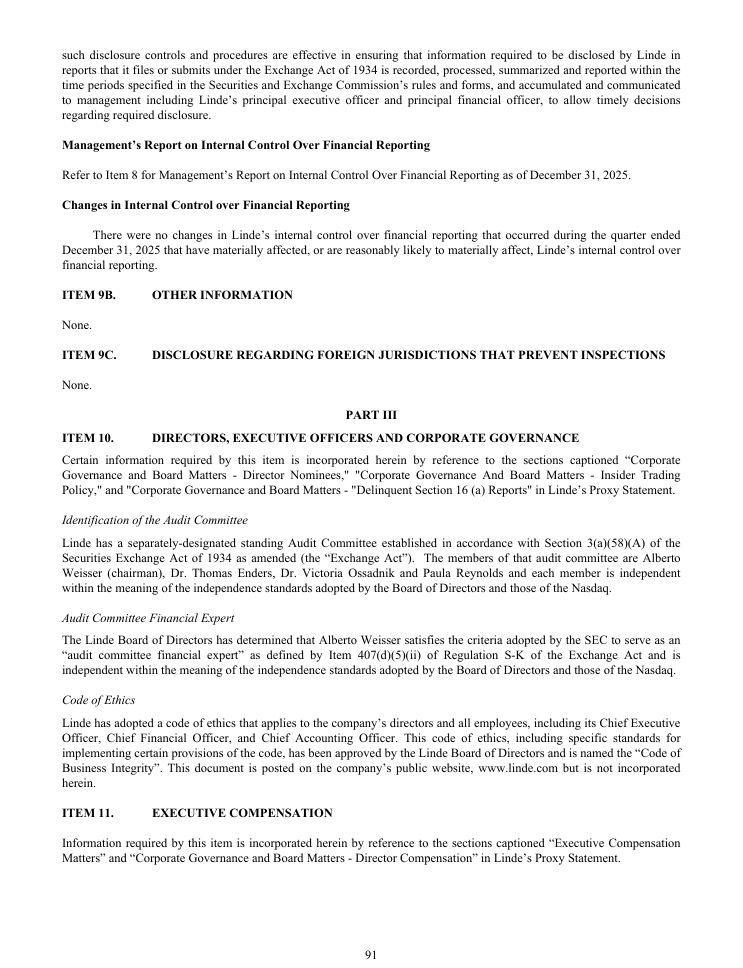 such disclosure controls and procedures are effective in ensuring that information required to be disclosed by Linde in
reports that it files or submits under the Exchange Act of 1934 is recorded, processed, summarized and reported within the
time periods specified in the Securities and Exchange Commission’s rules and forms, and accumulated and communicated
to management including Linde’s principal executive officer and principal financial officer, to allow timely decisions
regarding required disclosure.
Management’s Report on Internal Control Over Financial Reporting
Refer to Item 8 for Management’s Report on Internal Control Over Financial Reporting as of December 31, 2025.
Changes in Internal Control over Financial Reporting
There were no changes in Linde’s internal control over financial reporting that occurred during the quarter ended
December 31, 2025 that have materially affected, or are reasonably likely to materially affect, Linde’s internal control over
financial reporting.
ITEM 9B. OTHER INFORMATION
None.
ITEM 9C. DISCLOSURE REGARDING FOREIGN JURISDICTIONS THAT PREVENT INSPECTIONS
None.
PART III
ITEM 10. DIRECTORS, EXECUTIVE OFFICERS AND CORPORATE GOVERNANCE
Certain information required by this item is incorporated herein by reference to the sections captioned “Corporate
Governance and Board Matters - Director Nominees," "Corporate Governance And Board Matters - Insider Trading
Policy," and "Corporate Governance and Board Matters - "Delinquent Section 16 (a) Reports" in Linde’s Proxy Statement.
Identification of the Audit Committee
Linde has a separately-designated standing Audit Committee established in accordance with Section 3(a)(58)(A) of the
Securities Exchange Act of 1934 as amended (the “Exchange Act”). The members of that audit committee are Alberto
Weisser (chairman), Dr. Thomas Enders, Dr. Victoria Ossadnik and Paula Reynolds and each member is independent
within the meaning of the independence standards adopted by the Board of Directors and those of the Nasdaq.
Audit Committee Financial Expert
The Linde Board of Directors has determined that Alberto Weisser satisfies the criteria adopted by the SEC to serve as an
“audit committee financial expert” as defined by Item 407(d)(5)(ii) of Regulation S-K of the Exchange Act and is
independent within the meaning of the independence standards adopted by the Board of Directors and those of the Nasdaq.
Code of Ethics
Linde has adopted a code of ethics that applies to the company’s directors and all employees, including its Chief Executive
Officer, Chief Financial Officer, and Chief Accounting Officer. This code of ethics, including specific standards for
implementing certain provisions of the code, has been approved by the Linde Board of Directors and is named the “Code of
Business Integrity”. This document is posted on the company’s public website, www.linde.com but is not incorporated
herein.
ITEM 11. EXECUTIVE COMPENSATION
Information required by this item is incorporated herein by reference to the sections captioned “Executive Compensation
Matters” and “Corporate Governance and Board Matters - Director Compensation” in Linde’s Proxy Statement.
91